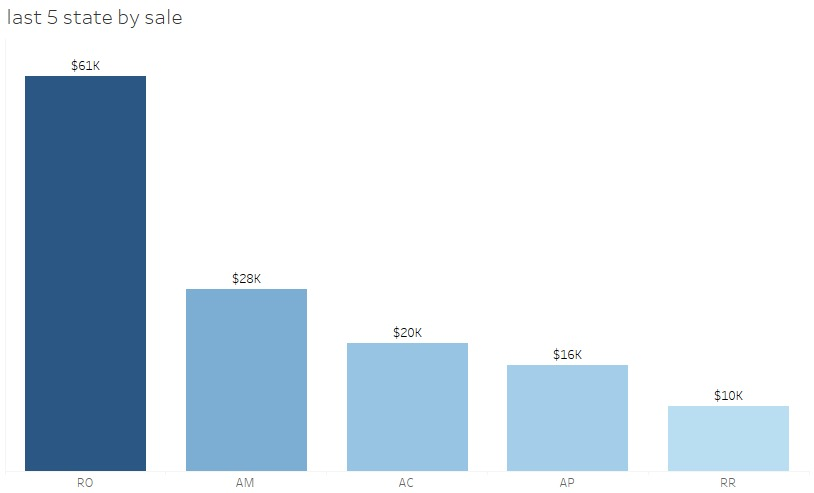 last 5 state by sale
$61K
$28K
$20K
$16K
$10K
RO
AM
AC
AP
RR